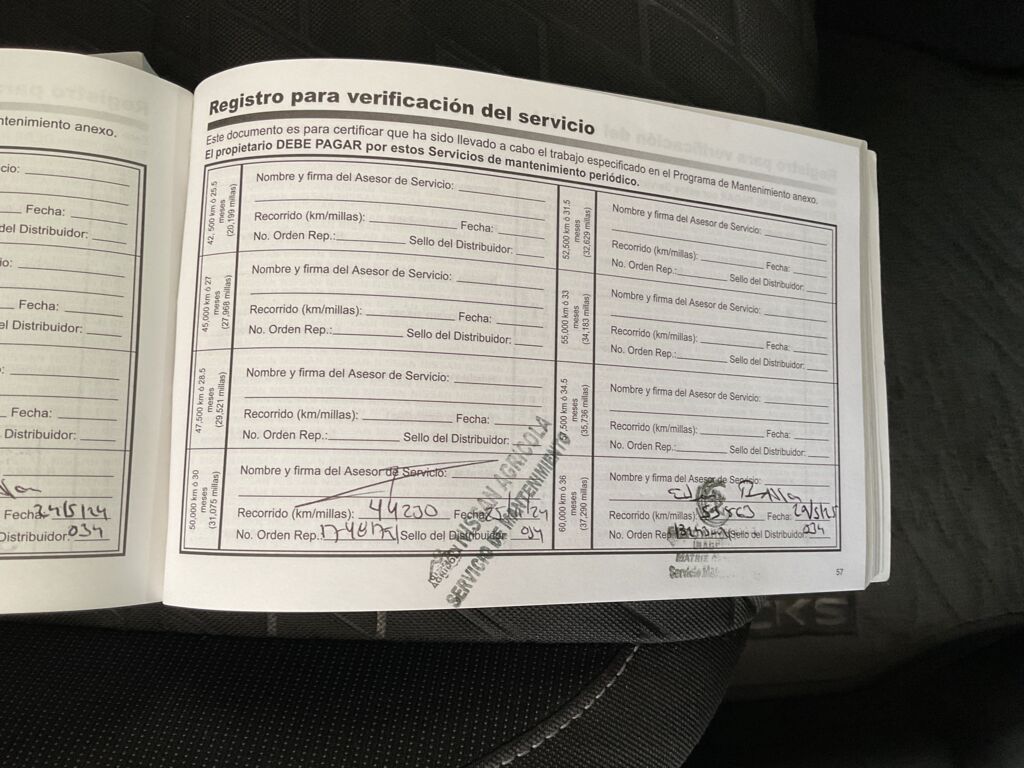 ntenimiento anexo.
cio:
Fecha:
del Distribuidor:
io:
Fecha:
el Distribuidor:
:
Fecha:
Distribuidor:
Fecha: 24/5/24
Distribuidor: 034
Registro para verificación del servicio
Este documento es para certificar que ha sido llevado a cabo el trabajo especificado en el Programa de Mantenimiento anexo.
El propietario DEBE PAGAR por estos Servicios de mantenimiento periódico.
42, 500 km ó 25.5
meses
(20,199 millas)
Nombre y firma del Asesor de Servicio:
Recorrido (km/millas): Fecha:
No. Orden Rep.: Sello del Distribuidor:
45,000 km ó 27
meses
(27,968 millas)
Nombre y firma del Asesor de Servicio:
Recorrido (km/millas): Fecha:
No. Orden Rep.: Sello del Distribuidor:
47,500 km ó 28.5
meses
(29,521 millas)
Nombre y firma del Asesor de Servicio:
Recorrido (km/millas): Fecha:
No. Orden Rep.: Sello del Distribuidor:
50,000 km ó 30
meses
(31,075 millas)
Nombre y firma del Asesor de Servicio:
Recorrido (km/millas): 44230 Fecha:
No. Orden Rep.: Sello del Distribuidor: 034
NISSAN AGRICOLA
SERVICIO DE MANTENIMIENTO
52,500 km ó 31.5
meses
(32,629 millas)
Nombre y firma del Asesor de Servicio:
Recorrido (km/millas): Fecha:
No. Orden Rep.: Sello del Distribuidor:
55,000 km ó 33
meses
(34,183 millas)
Nombre y firma del Asesor de Servicio:
Recorrido (km/millas): Fecha:
No. Orden Rep.: Sello del Distribuidor:
,500 km ó 34.5
meses
(35,736 millas)
Nombre y firma del Asesor de Servicio:
Recorrido (km/millas): Fecha:
No. Orden Rep.: Sello del Distribuidor:
60,000 km ó 36
meses
(37,290 millas)
Nombre y firma del Asesor de Servicio:
Recorrido (km/millas): Fecha:
No. Orden Rep Sello del Distribuidor: 034
MATRIZ
57